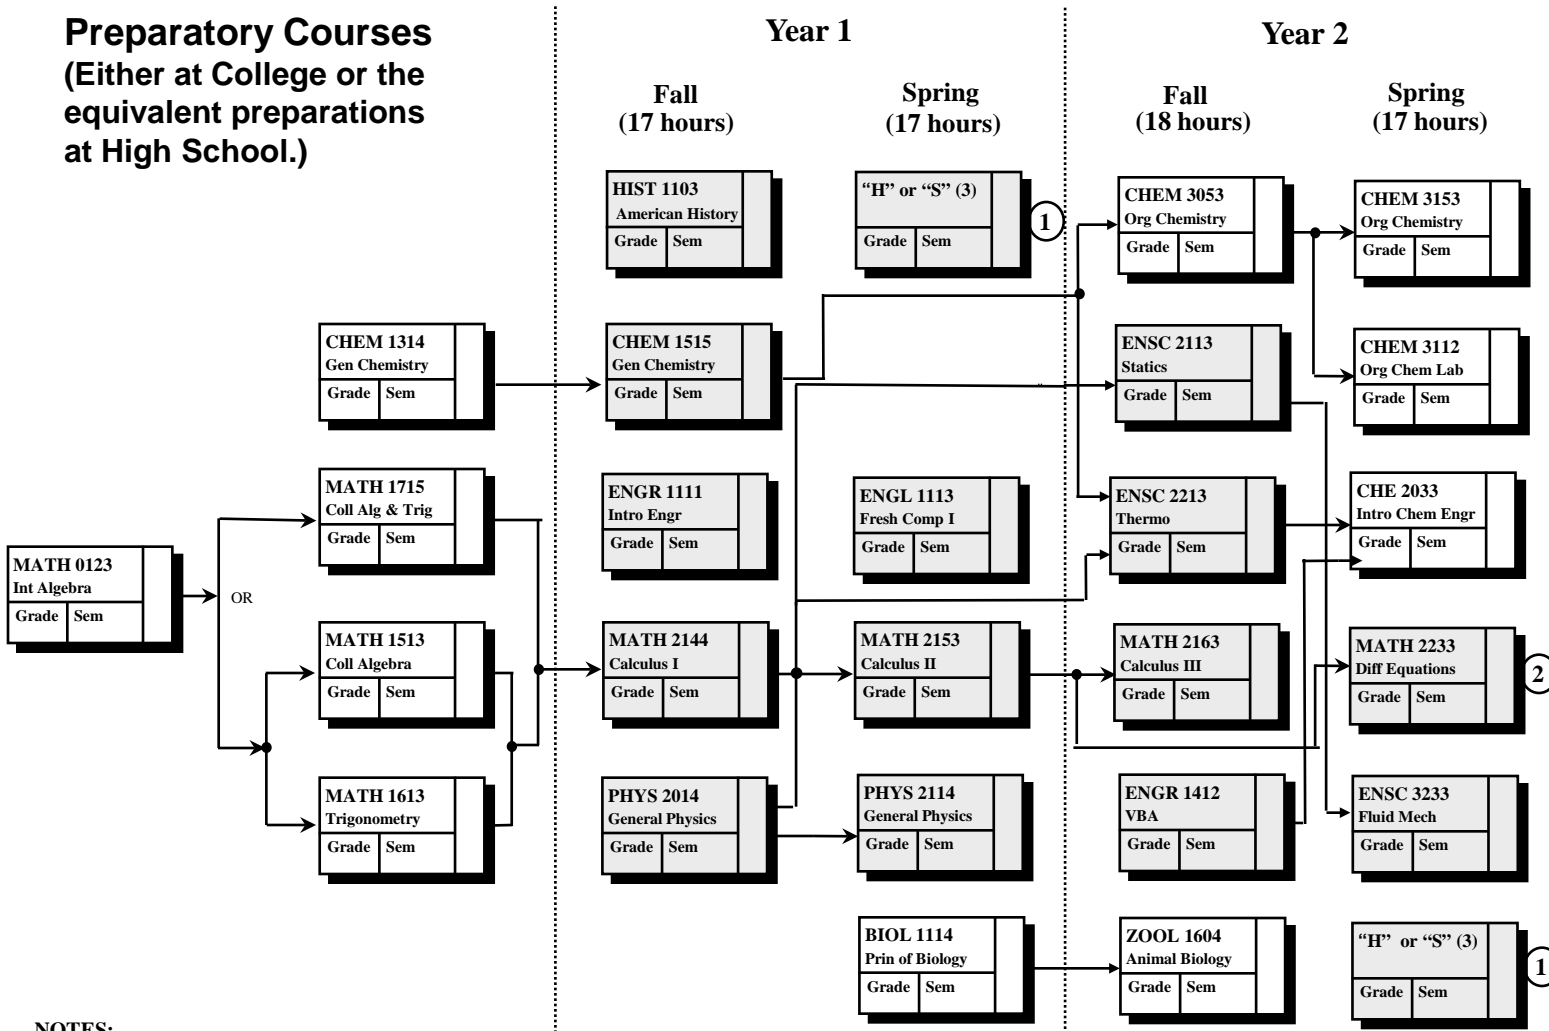 Preparatory Courses
(Either at College or the
equivalent preparations
at High School.)
Year 1
Year 2
Fall
(17 hours)
Spring
(17 hours)
Fall
(18 hours)
Spring
(17 hours)
MATH 0123
Int Algebra
Grade Sem
OR
CHEM 1314
Gen Chemistry
Grade Sem
MATH 1715
Coll Alg & Trig
Grade Sem
MATH 1513
Coll Algebra
Grade Sem
MATH 1613
Trigonometry
Grade Sem
HIST 1103
American History
Grade Sem
CHEM 1515
Gen Chemistry
Grade Sem
ENGR 1111
Intro Engr
Grade Sem
MATH 2144
Calculus I
Grade Sem
PHYS 2014
General Physics
Grade Sem
“H” or “S” (3)
Grade Sem
1
ENGL 1113
Fresh Comp I
Grade Sem
MATH 2153
Calculus II
Grade Sem
PHYS 2114
General Physics
Grade Sem
BIOL 1114
Prin of Biology
Grade Sem
CHEM 3053
Org Chemistry
Grade Sem
ENSC 2113
Statics
Grade Sem
ENSC 2213
Thermo
Grade Sem
MATH 2163
Calculus III
Grade Sem
ENGR 1412
VBA
Grade Sem
ZOOL 1604
Animal Biology
Grade Sem
CHEM 3153
Org Chemistry
Grade Sem
CHEM 3112
Org Chem Lab
Grade Sem
CHE 2033
Intro Chem Engr
Grade Sem
MATH 2233
Diff Equations
Grade Sem
2
ENSC 3233
Fluid Mech
Grade Sem
“H” or “S” (3)
Grade Sem
1
NOTES: